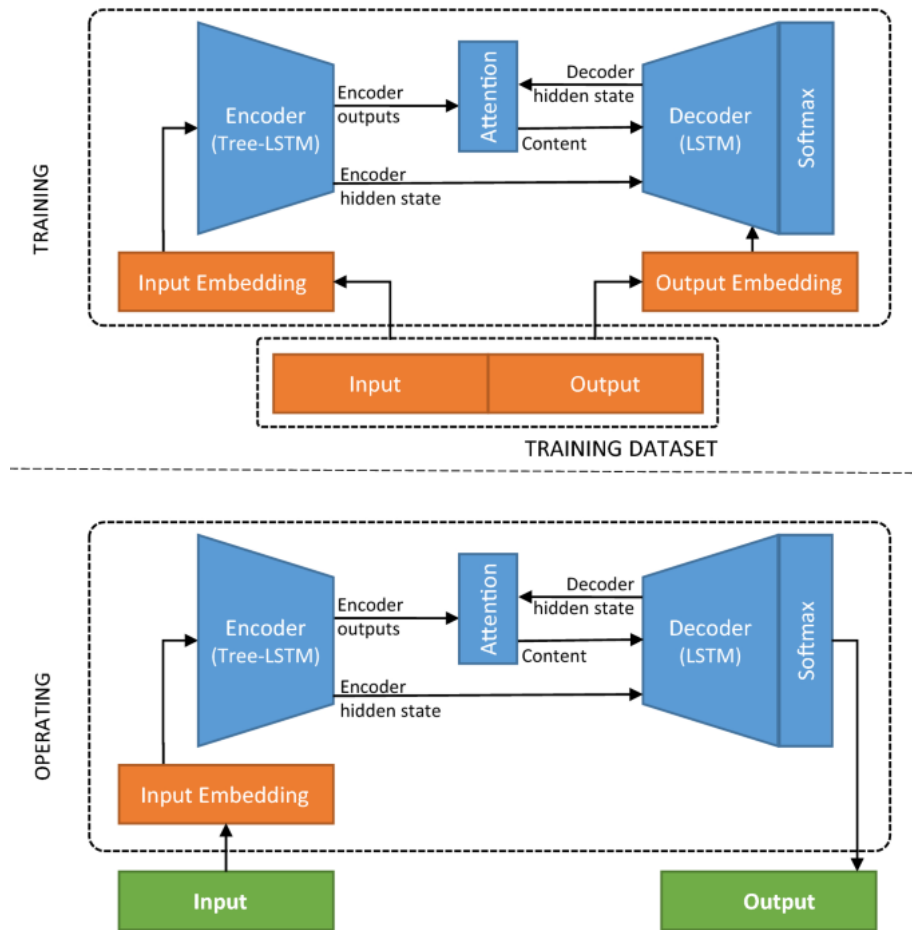 TRAINING
Encoder
(Tree-LSTM)
Encoder
outputs
Attention
Decoder
hidden state
Content
Encoder
hidden state
Decoder
(LSTM)
Softmax
Input Embedding
Output Embedding
Input
Output
TRAINING DATASET
OPERATING
Encoder
(Tree-LSTM)
Encoder
outputs
Attention
Decoder
hidden state
Content
Encoder
hidden state
Decoder
(LSTM)
Softmax
Input Embedding
Input
Output